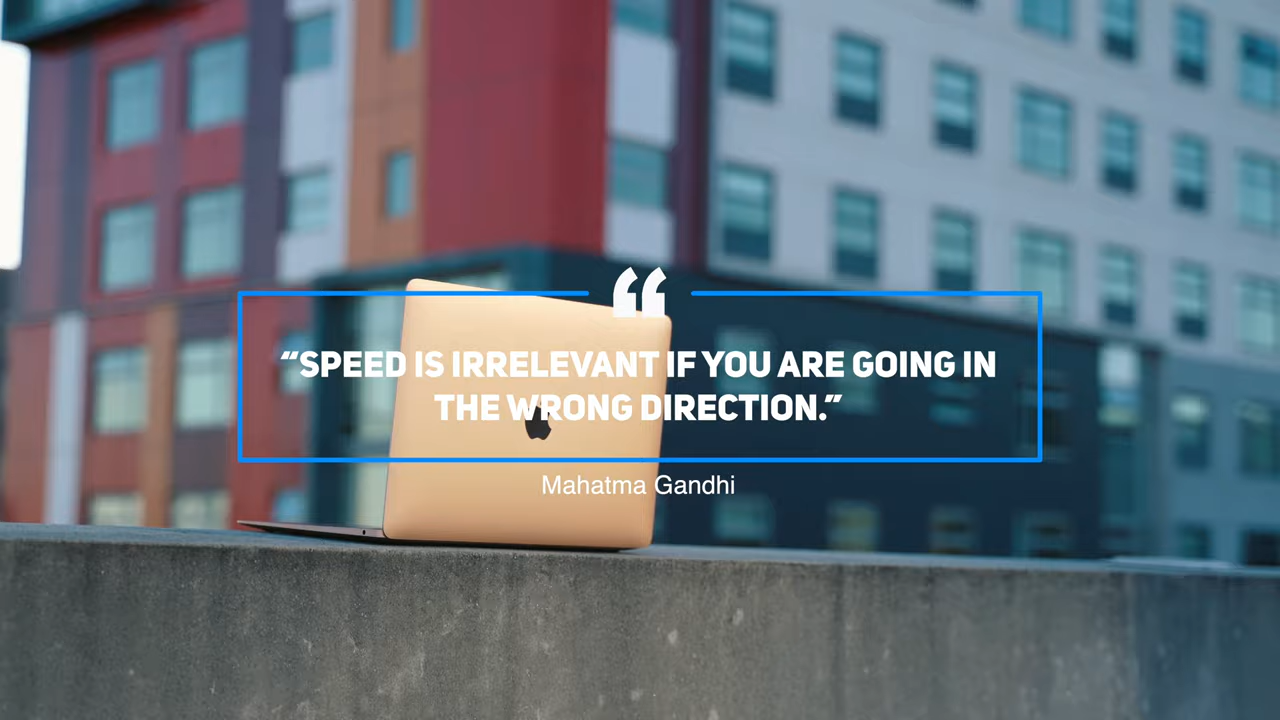 “SPEED IS IRRELEVANT IF YOU ARE GOING IN
THE WRONG DIRECTION.”
Mahatma Gandhi